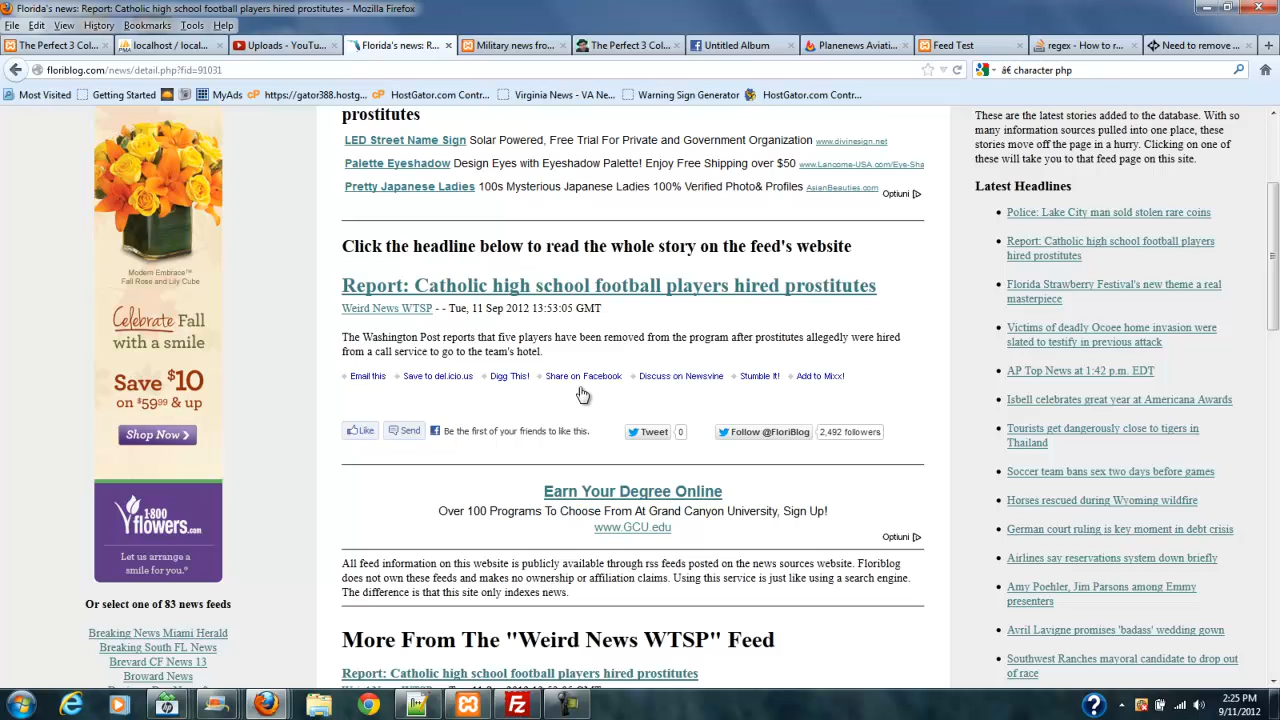 Florida's news: Report: Catholic high school football players hired prostitutes - Mozilla Firefox
File Edit View History Bookmarks Tools Help
The Perfect 3 Col... localhost / local... Uploads - YouTu... Florida's news: R... Military news fro... The Perfect 3 Col... Untitled Album Planenews Aviati... Feed Test regex - How to r... Need to remove ...
floriblog.com/news/detail.php?fid=91031
â€ character php
Most Visited Getting Started MyAds https://gator388.hostg... HostGator.com Contr... Virginia News - VA Ne... Warning Sign Generator HostGator.com Contr...
Modern Embrace™
Fall Rose and Lily Cube
Celebrate Fall
with a smile
Save $10
on $59.99 & up
Shop Now
1-800
flowers.com
Let us arrange a
smile for you.®
Or select one of 83 news feeds
Breaking News Miami Herald
Breaking South FL News
Brevard CF News 13
Broward News
prostitutes
LED Street Name Sign Solar Powered, Free Trial For Private and Government Organization www.divinesign.net
Palette Eyeshadow Design Eyes with Eyeshadow Palette! Enjoy Free Shipping over $50 www.Lancome-USA.com/Eye-Sha
Pretty Japanese Ladies 100s Mysterious Japanese Ladies 100% Verified Photo& Profiles AsianBeauties.com
Optiuni
Click the headline below to read the whole story on the feed's website
Report: Catholic high school football players hired prostitutes
Weird News WTSP - - Tue, 11 Sep 2012 13:53:05 GMT
The Washington Post reports that five players have been removed from the program after prostitutes allegedly were hired
from a call service to go to the team's hotel.
Email this Save to del.icio.us Digg This! Share on Facebook Discuss on Newsvine Stumble It! Add to Mixx!
Like Send Be the first of your friends to like this. Tweet 0 Follow @FloriBlog 2,492 followers
Earn Your Degree Online
Over 100 Programs To Choose From At Grand Canyon University, Sign Up!
www.GCU.edu
Optiuni
All feed information on this website is publicly available through rss feeds posted on the news sources website. Floriblog
does not own these feeds and makes no ownership or affiliation claims. Using this service is just like using a search engine.
The difference is that this site only indexes news.
More From The "Weird News WTSP" Feed
Report: Catholic high school football players hired prostitutes
These are the latest stories added to the database. With so
many information sources pulled into one place, these
stories move off the page in a hurry. Clicking on one of
these will take you to that feed page on this site.
Latest Headlines
Police: Lake City man sold stolen rare coins
Report: Catholic high school football players
hired prostitutes
Florida Strawberry Festival's new theme a real
masterpiece
Victims of deadly Ocoee home invasion were
slated to testify in previous attack
AP Top News at 1:42 p.m. EDT
Isbell celebrates great year at Americana Awards
Tourists get dangerously close to tigers in
Thailand
Soccer team bans sex two days before games
Horses rescued during Wyoming wildfire
German court ruling is key moment in debt crisis
Airlines say reservations system down briefly
Amy Poehler, Jim Parsons among Emmy
presenters
Avril Lavigne promises 'badass' wedding gown
Southwest Ranches mayoral candidate to drop out
of race
2:25 PM
9/11/2012